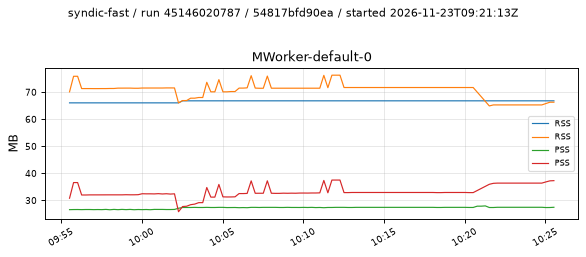 syndic-fast / run 45146020787 / 54817bfd90ea / started 2026-11-23T09:21:13Z
MWorker-default-0
MB
70
60
50
40
30
RSS
RSS
PSS
PSS
09:55
10:00
10:05
10:10
10:15
10:20
10:25